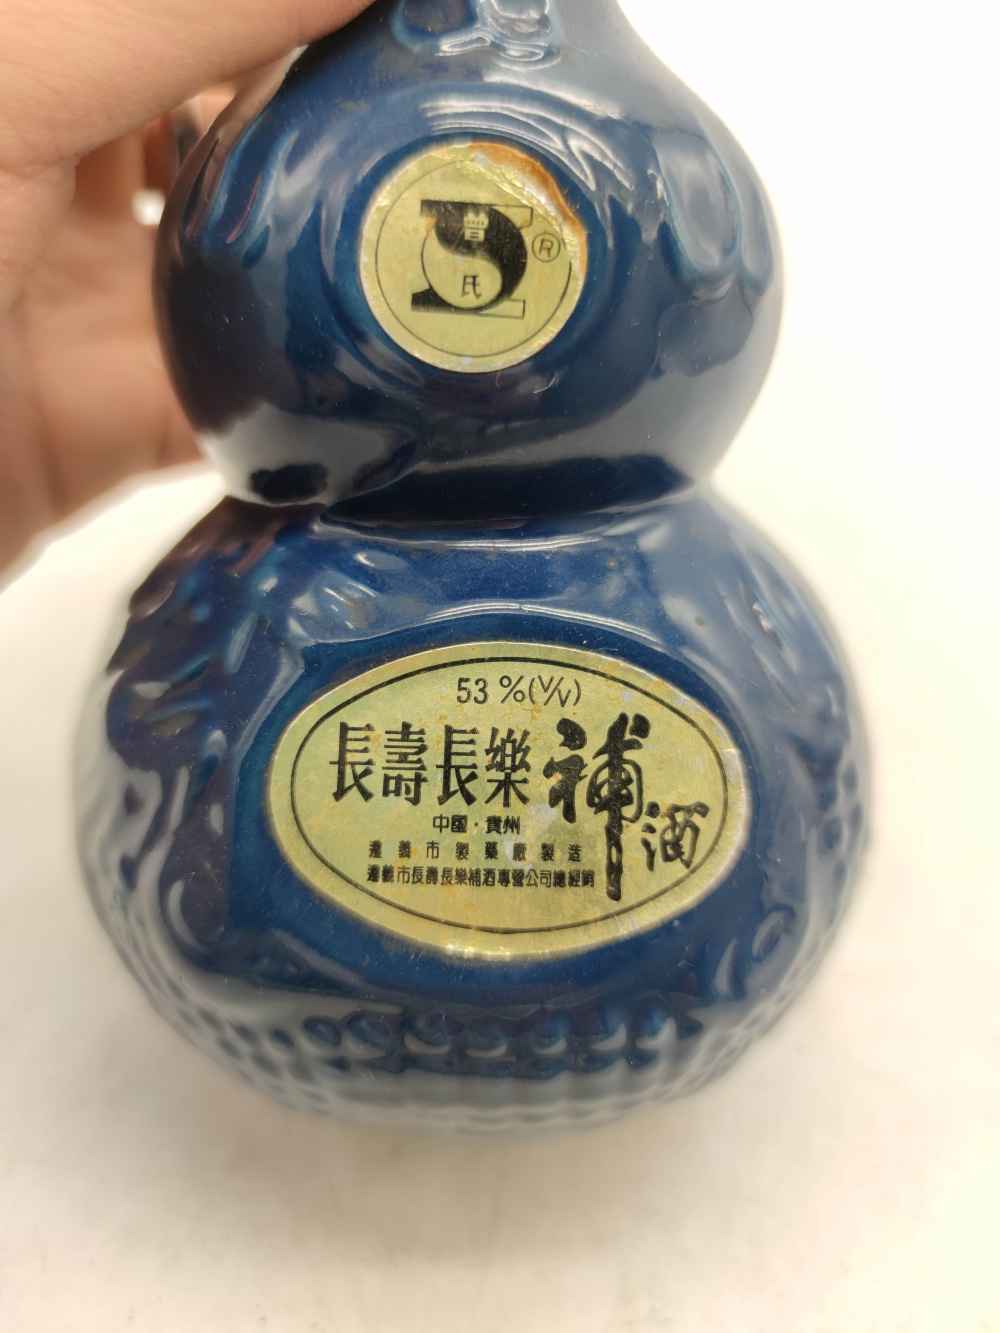 曾
氏
®
53 %(V/V)
長壽長樂補酒
中國·貴州
遵義市製藥廠製造
遵義市長壽長樂補酒專營公司總經銷